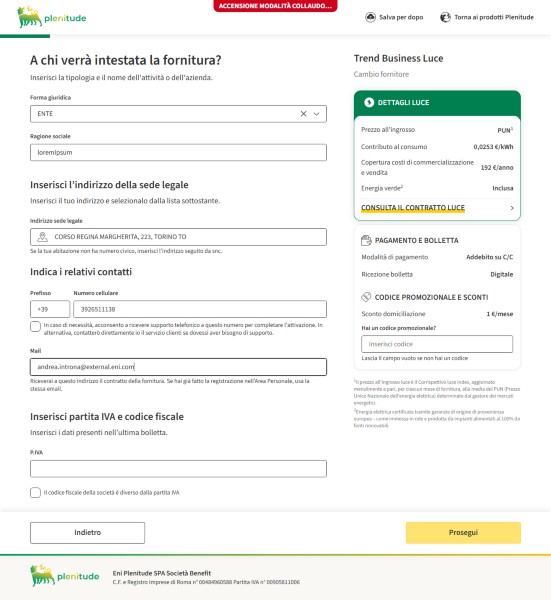 ACCENSIONE MODALITÀ COLLAUDO...
plenitude
Salva per dopo
Torna ai prodotti Plenitude
A chi verrà intestata la fornitura?
Inserisci la tipologia e il nome dell'attività o dell'azienda.
Forma giuridica
ENTE
Ragione sociale
loremipsum
Inserisci l'indirizzo della sede legale
Inserisci il tuo indirizzo e selezionalo dalla lista sottostante.
Indirizzo sede legale
CORSO REGINA MARGHERITA, 223, TORINO TO
Se la tua abitazione non ha numero civico, inserisci l'indirizzo seguito da snc.
Indica i relativi contatti
Prefisso
Numero cellulare
+39
3926511138
In caso di necessità, acconsento a ricevere supporto telefonico a questo numero per completare l'attivazione. In
alternativa, contatterò direttamente io il servizio clienti se dovessi aver bisogno di supporto.
Mail
andrea.introna@external.eni.com
Riceverai a questo indirizzo il contratto della fornitura. Se hai già fatto la registrazione nell'Area Personale, usa la
stessa email.
Inserisci partita IVA e codice fiscale
Inserisci i dati presenti nell'ultima bolletta.
P.IVA
Il codice fiscale della società è diverso dalla partita IVA
Trend Business Luce
Cambio fornitore
DETTAGLI LUCE
Prezzo all'ingrosso PUN¹
Contributo al consumo 0,0253 €/kWh
Copertura costi di commercializzazione
e vendita 192 €/anno
Energia verde² Inclusa
CONSULTA IL CONTRATTO LUCE
PAGAMENTO E BOLLETTA
Modalità di pagamento Addebito su C/C
Ricezione bolletta Digitale
CODICE PROMOZIONALE E SCONTI
Sconto domiciliazione 1 €/mese
Hai un codice promozionale?
Inserisci codice
Lascia il campo vuoto se non hai un codice
¹Il prezzo all'ingrosso luce è il Corrispettivo luce Index, aggiornato
mensilmente e pari, per ciascun mese di fornitura, alla media del PUN (Prezzo
Unico Nazionale dell'energia elettrica) determinato dal gestore dei mercati
energetici
²Energia elettrica certificata tramite garanzie di origine di provenienza
europea – come immessa in rete e prodotta da impianti alimentati al 100% da
fonti rinnovabili.
Indietro
Prosegui
plenitude
Eni Plenitude SPA Società Benefit
C.F. e Registro Imprese di Roma n° 00484960588 Partita IVA n° 00905811006